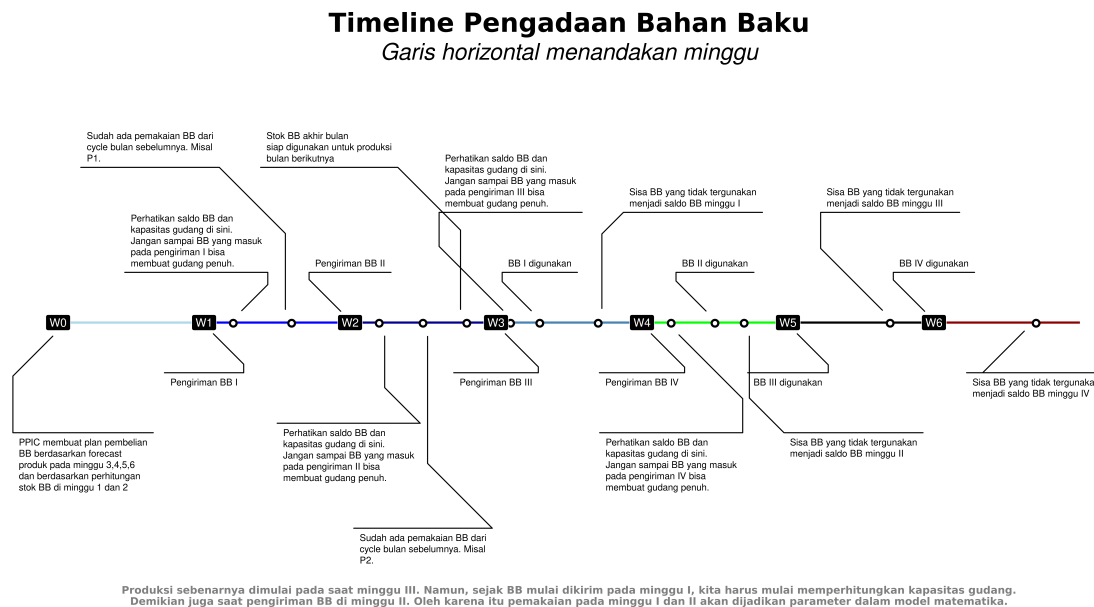 Timeline Pengadaan Bahan Baku
Garis horizontal menandakan minggu
Sudah ada pemakaian BB dari
cycle bulan sebelumnya. Misal
P1.
Stok BB akhir bulan
siap digunakan untuk produksi
bulan berikutnya
Perhatikan saldo BB dan
kapasitas gudang di sini.
Jangan sampai BB yang masuk
pada pengiriman III bisa
membuat gudang penuh.
Sisa BB yang tidak tergunakan
menjadi saldo BB minggu I
Sisa BB yang tidak tergunakan
menjadi saldo BB minggu III
Perhatikan saldo BB dan
kapasitas gudang di sini.
Jangan sampai BB yang masuk
pada pengiriman I bisa
membuat gudang penuh.
Pengiriman BB II
BB I digunakan
BB II digunakan
BB IV digunakan
W0
W1
W2
W3
W4
W5
W6
Pengiriman BB I
Pengiriman BB III
Pengiriman BB IV
BB III digunakan
Sisa BB yang tidak terguna
menjadi saldo BB minggu IV
PPIC membuat plan pembelian
BB berdasarkan forecast
produk pada minggu 3,4,5,6
dan berdasarkan perhitungan
stok BB di minggu 1 dan 2
Perhatikan saldo BB dan
kapasitas gudang di sini.
Jangan sampai BB yang masuk
pada pengiriman II bisa
membuat gudang penuh.
Perhatikan saldo BB dan
kapasitas gudang di sini.
Jangan sampai BB yang masuk
pada pengiriman IV bisa
membuat gudang penuh.
Sisa BB yang tidak tergunakan
menjadi saldo BB minggu II
Sudah ada pemakaian BB dari
cycle bulan sebelumnya. Misal
P2.
Produksi sebenarnya dimulai pada saat minggu III. Namun, sejak BB mulai dikirim pada minggu I, kita harus mulai memperhitungkan kapasitas gudang.
Demikian juga saat pengiriman BB di minggu II. Oleh karena itu pemakaian pada minggu I dan II akan dijadikan parameter dalam model matematika.